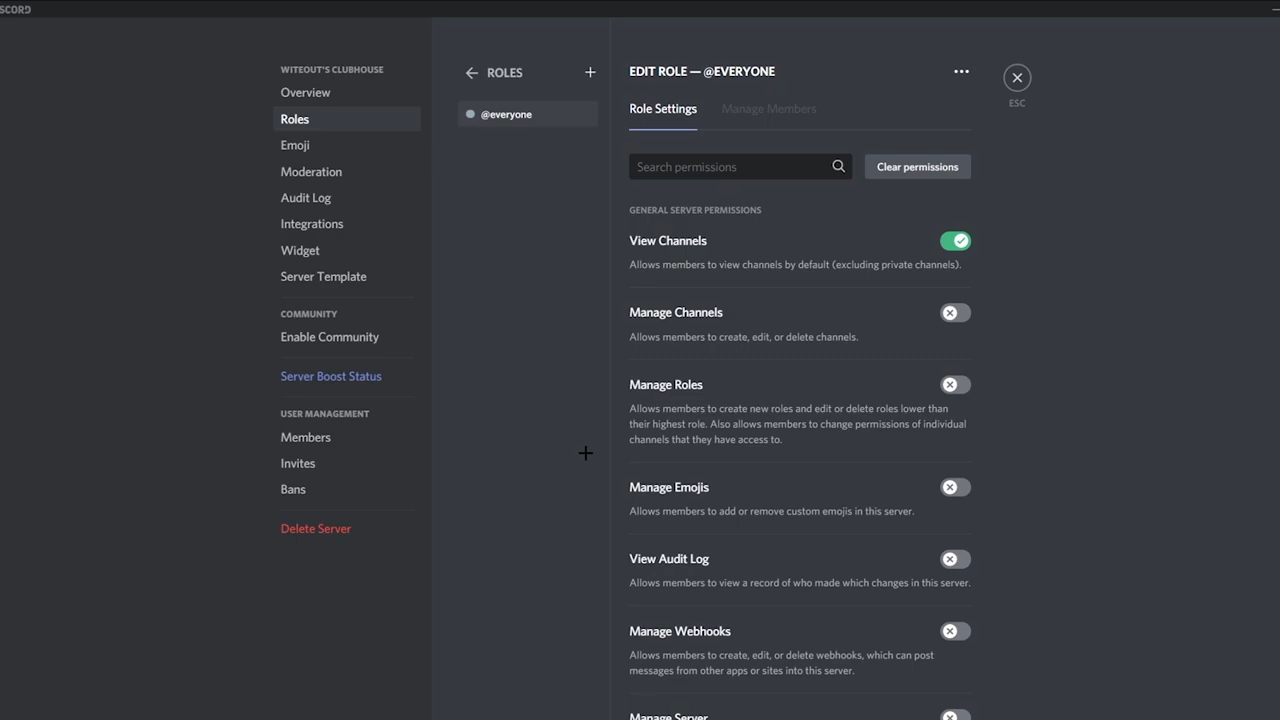 SCORD
WITEOUT'S CLUBHOUSE
Overview
Roles
Emoji
Moderation
Audit Log
Integrations
Widget
Server Template
COMMUNITY
Enable Community
Server Boost Status
USER MANAGEMENT
Members
Invites
Bans
Delete Server
ROLES
@everyone
EDIT ROLE — @EVERYONE
ESC
Role Settings
Manage Members
Search permissions
Clear permissions
GENERAL SERVER PERMISSIONS
View Channels
Allows members to view channels by default (excluding private channels).
Manage Channels
Allows members to create, edit, or delete channels.
Manage Roles
Allows members to create new roles and edit or delete roles lower than
their highest role. Also allows members to change permissions of individual
channels that they have access to.
Manage Emojis
Allows members to add or remove custom emojis in this server.
View Audit Log
Allows members to view a record of who made which changes in this server.
Manage Webhooks
Allows members to create, edit, or delete webhooks, which can post
messages from other apps or sites into this server.
Manage Server